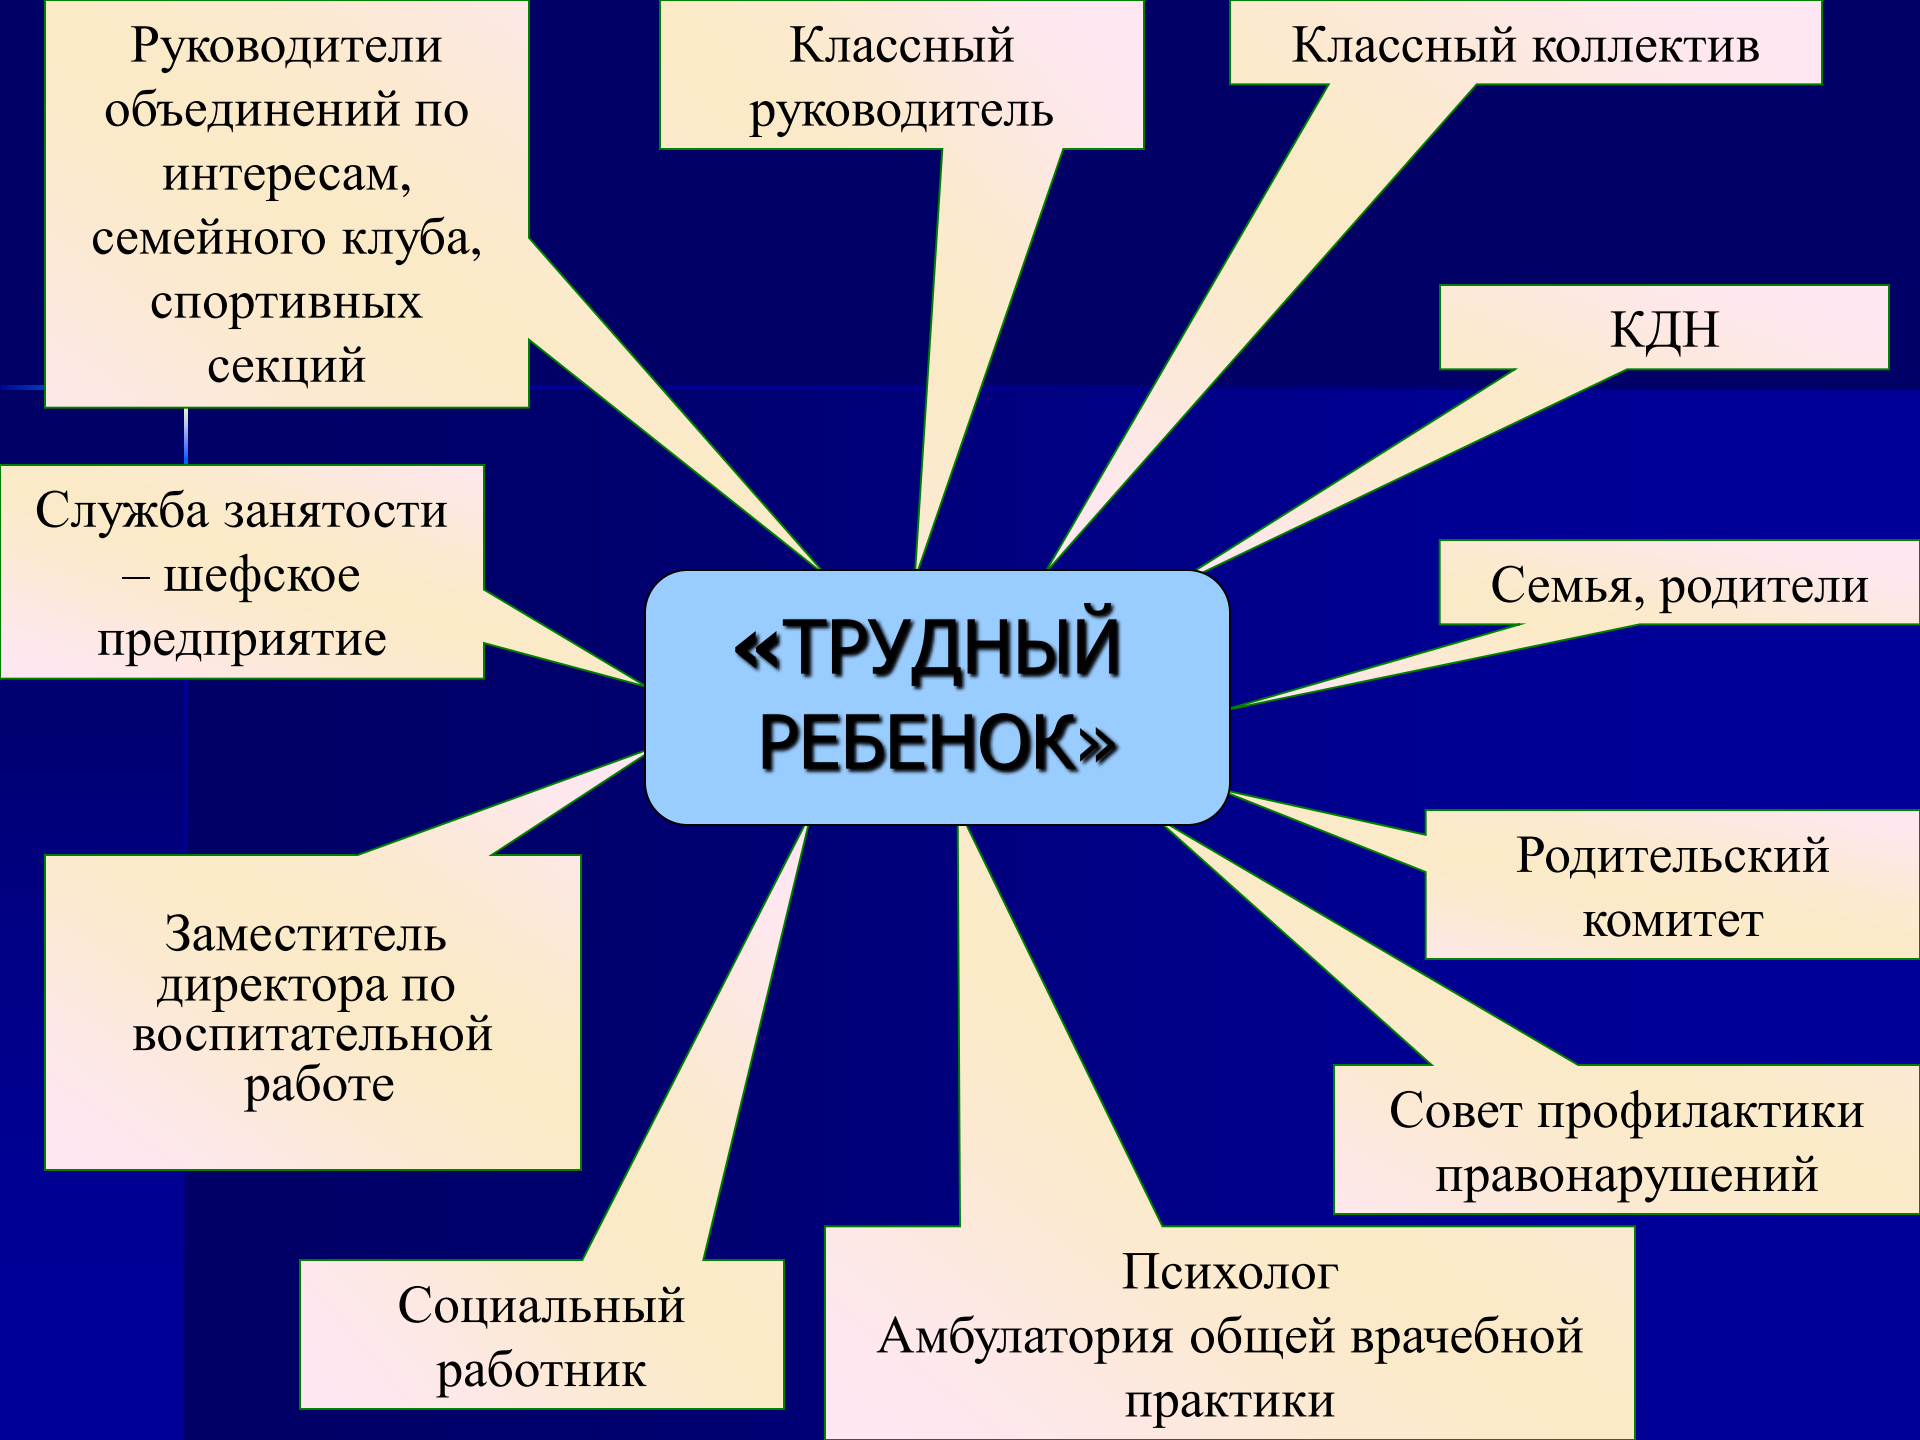 Руководители
объединений по
интересам,
семейного клуба,
спортивных
секций
Классный
руководитель
Классный коллектив
КДН
Служба занятости
– шефское
предприятие
Семья, родители
«ТРУДНЫЙ
РЕБЕНОК»
Родительский
комитет
Заместитель
директора по
воспитательной
работе
Совет профилактики
правонарушений
Социальный
работник
Психолог
Амбулатория общей врачебной
практики